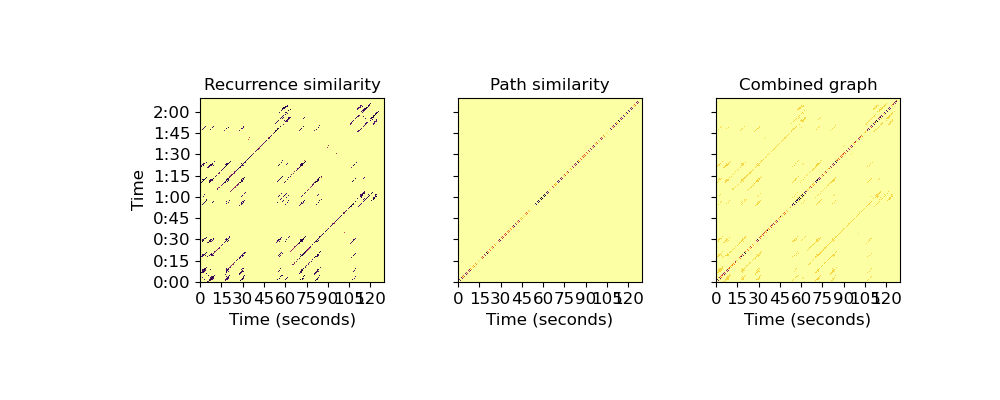 Recurrence similarity
Path similarity
Combined graph
2:00
1:45
1:30
1:15
1:00
0:45
0:30
0:15
0:00
Time
0 15 30 45 60 75 90 105 120
0 15 30 45 60 75 90 105 120
0 15 30 45 60 75 90 105 120
Time (seconds)
Time (seconds)
Time (seconds)